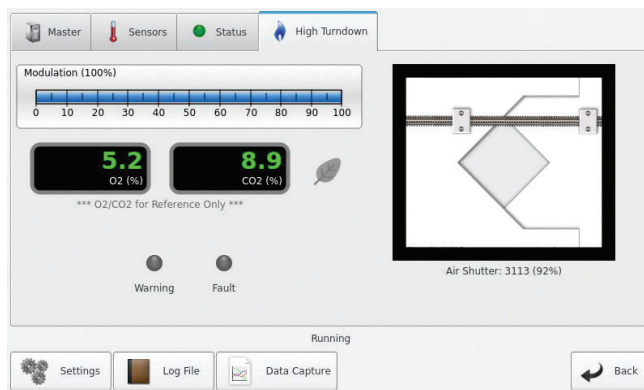 Master
Sensors
Status
High Turndown
Modulation (100%)
0 10 20 30 40 50 60 70 80 90 100
5.2
O2 (%)
8.9
CO2 (%)
*** O2/CO2 for Reference Only ***
Warning
Fault
Air Shutter: 3113 (92%)
Running
Settings
Log File
Data Capture
Back